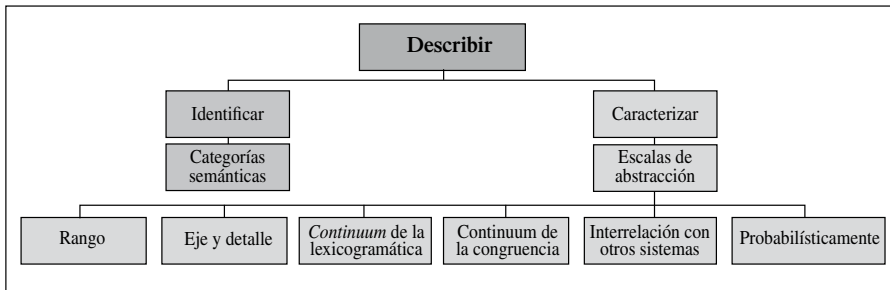 Describir
Identificar
Caracterizar
Categorías
semánticas
Escalas de
abstracción
Rango
Eje y detalle
Continuum de la
lexicogramática
Continuum de
la congruencia
Interrelación con
otros sistemas
Probabilísticamente